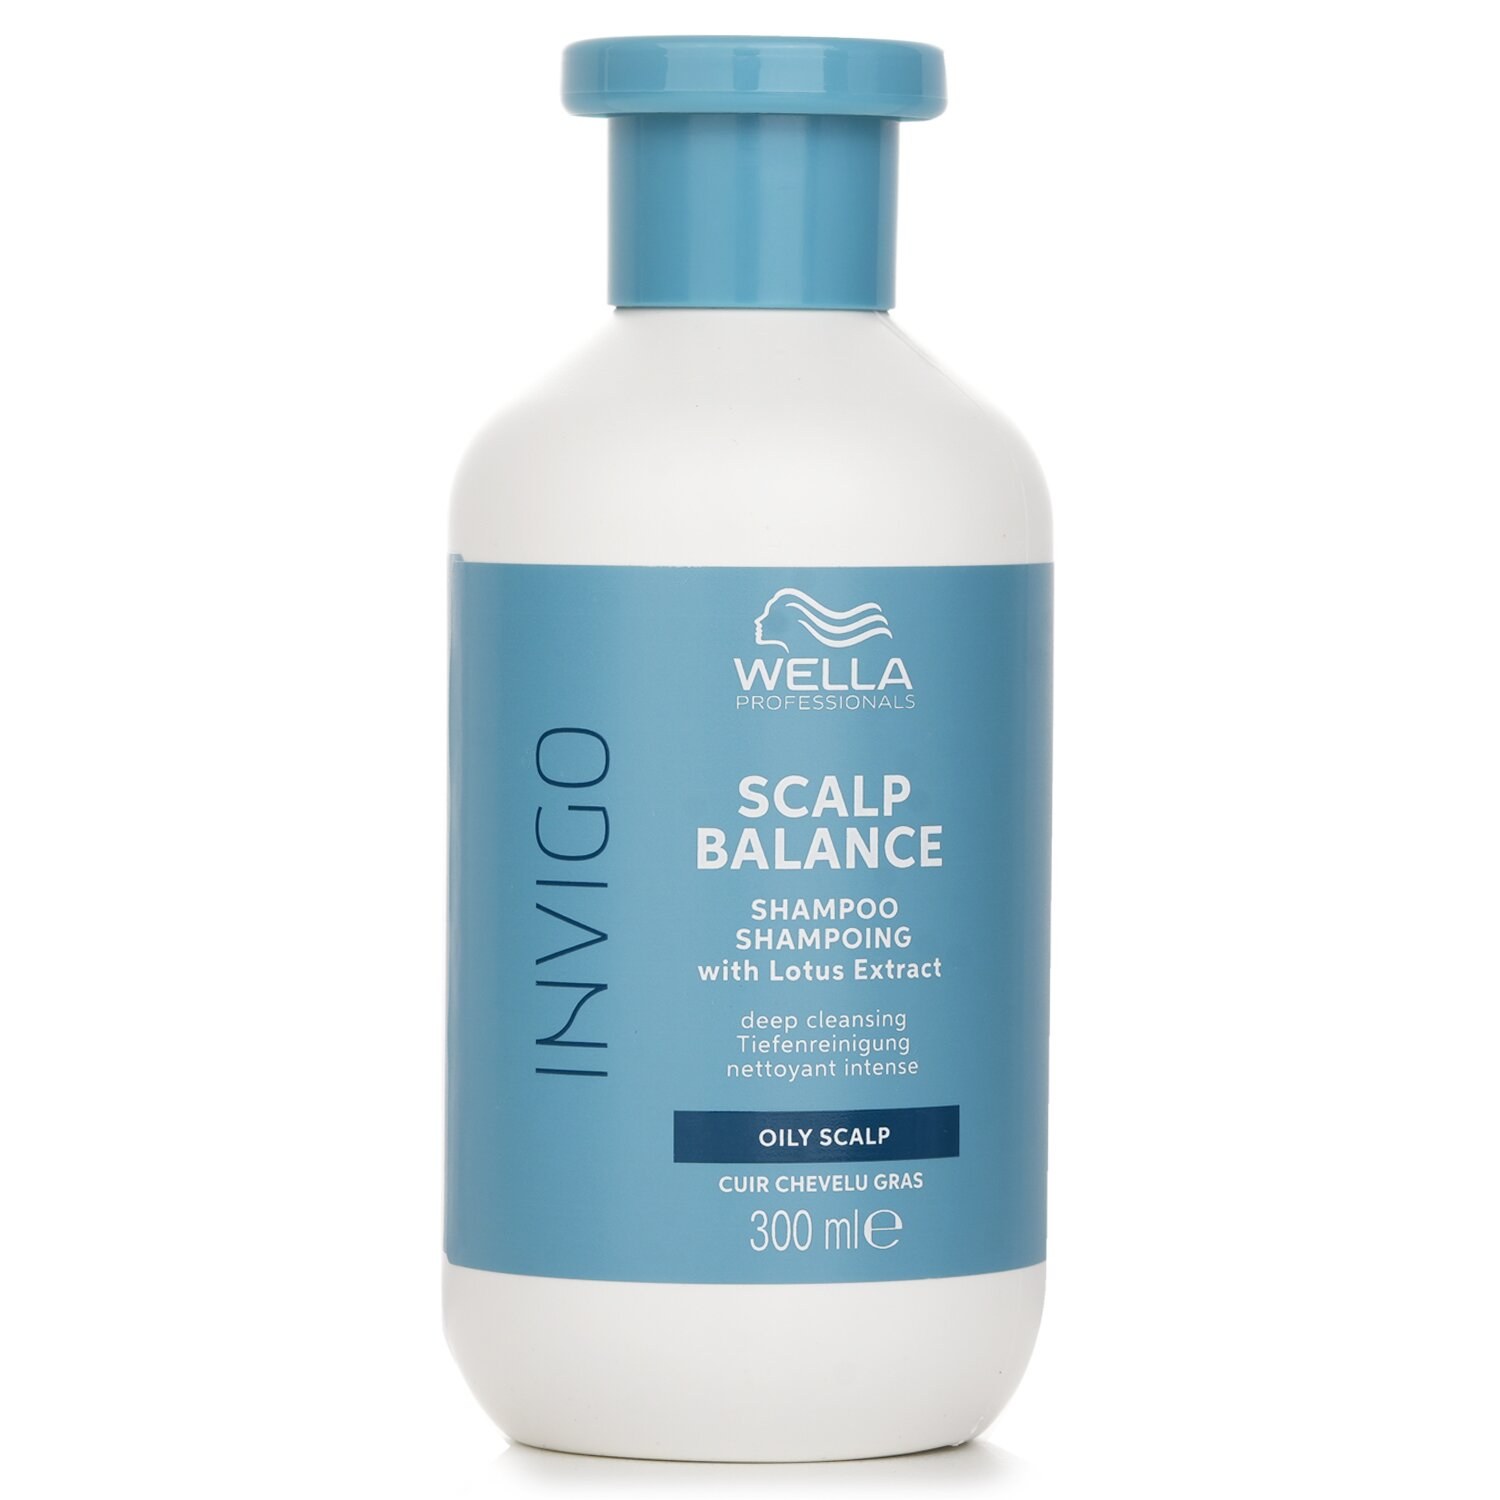 WELLA
PROFESSIONALS
INVIGO
SCALP
BALANCE
SHAMPOO
SHAMPOING
with Lotus Extract
deep cleansing
Tiefenreinigung
nettoyant intense
OILY SCALP
CUIR CHEVELU GRAS
300 ml℮